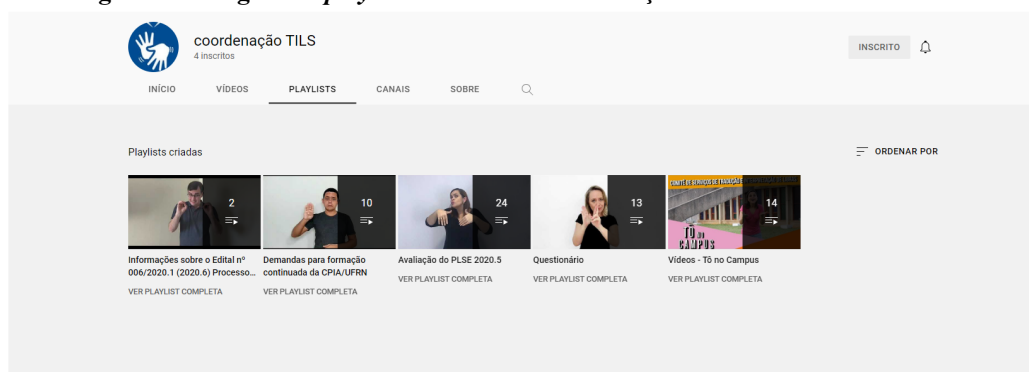 coordenação TILS
4 inscritos
INSCRITO
INÍCIO VÍDEOS PLAYLISTS CANAIS SOBRE
Playlists criadas
ORDENAR POR
2
10
24
13
14
TÔ no
CAMPUS
Informações sobre o Edital nº
006/2020.1 (2020.6) Processo...
VER PLAYLIST COMPLETA
Demandas para formação
continuada da CPIA/UFRN
VER PLAYLIST COMPLETA
Avaliação do PLSE 2020.5
VER PLAYLIST COMPLETA
Questionário
VER PLAYLIST COMPLETA
Vídeos - Tô no Campus
VER PLAYLIST COMPLETA